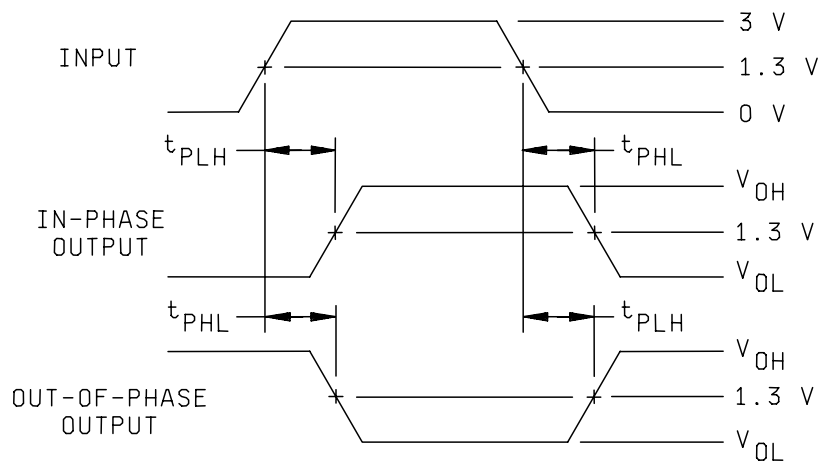 3 V
INPUT
1.3 V
0 V
tPLH
tPHL
VOH
IN-PHASE
OUTPUT
1.3 V
VOL
tPHL
tPLH
VOH
OUT-OF-PHASE
OUTPUT
1.3 V
VOL